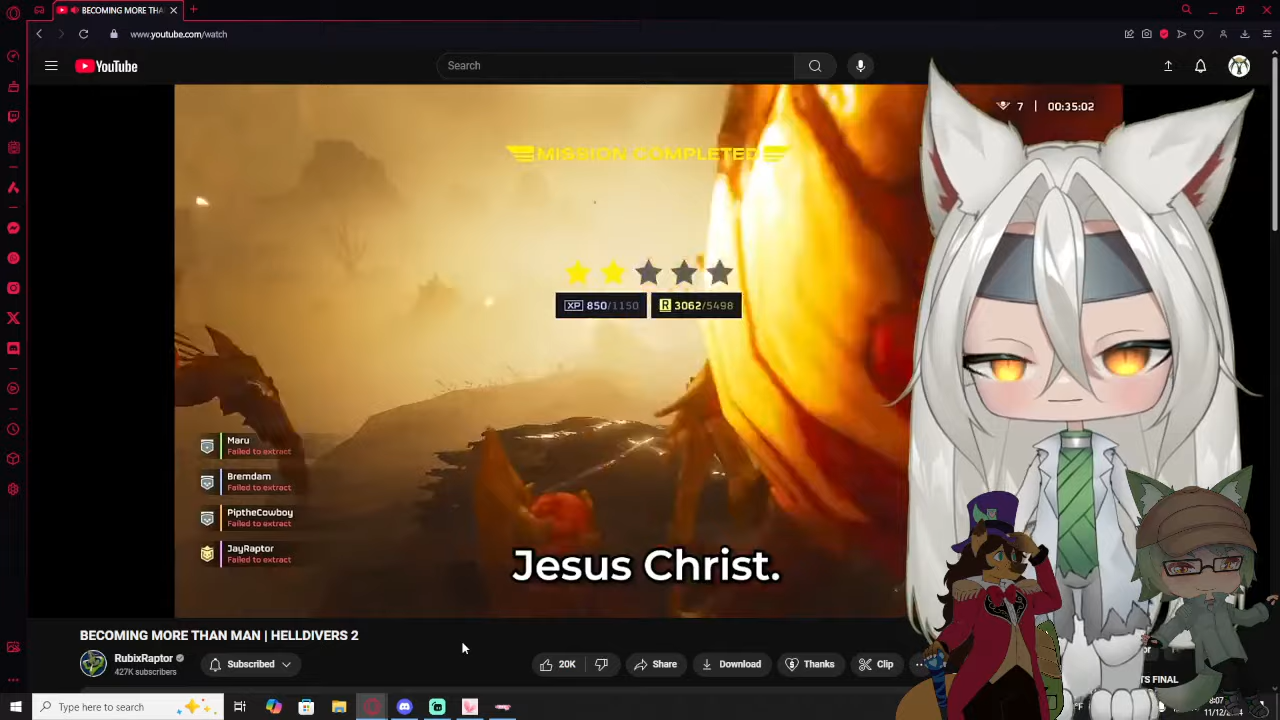 BECOMING MORE THA
www.youtube.com/watch
YouTube
Search
7 | 00:35:02
MISSION COMPLETED
XP 850/1150
R 3062/5498
Maru
Failed to extract
Bremdam
Failed to extract
PiptheCowboy
Failed to extract
JayRaptor
Failed to extract
Jesus Christ.
BECOMING MORE THAN MAN | HELLDIVERS 2
RubixRaptor
427K subscribers
Subscribed
20K
Share
Download
Thanks
Clip
TS FINAL
Type here to search